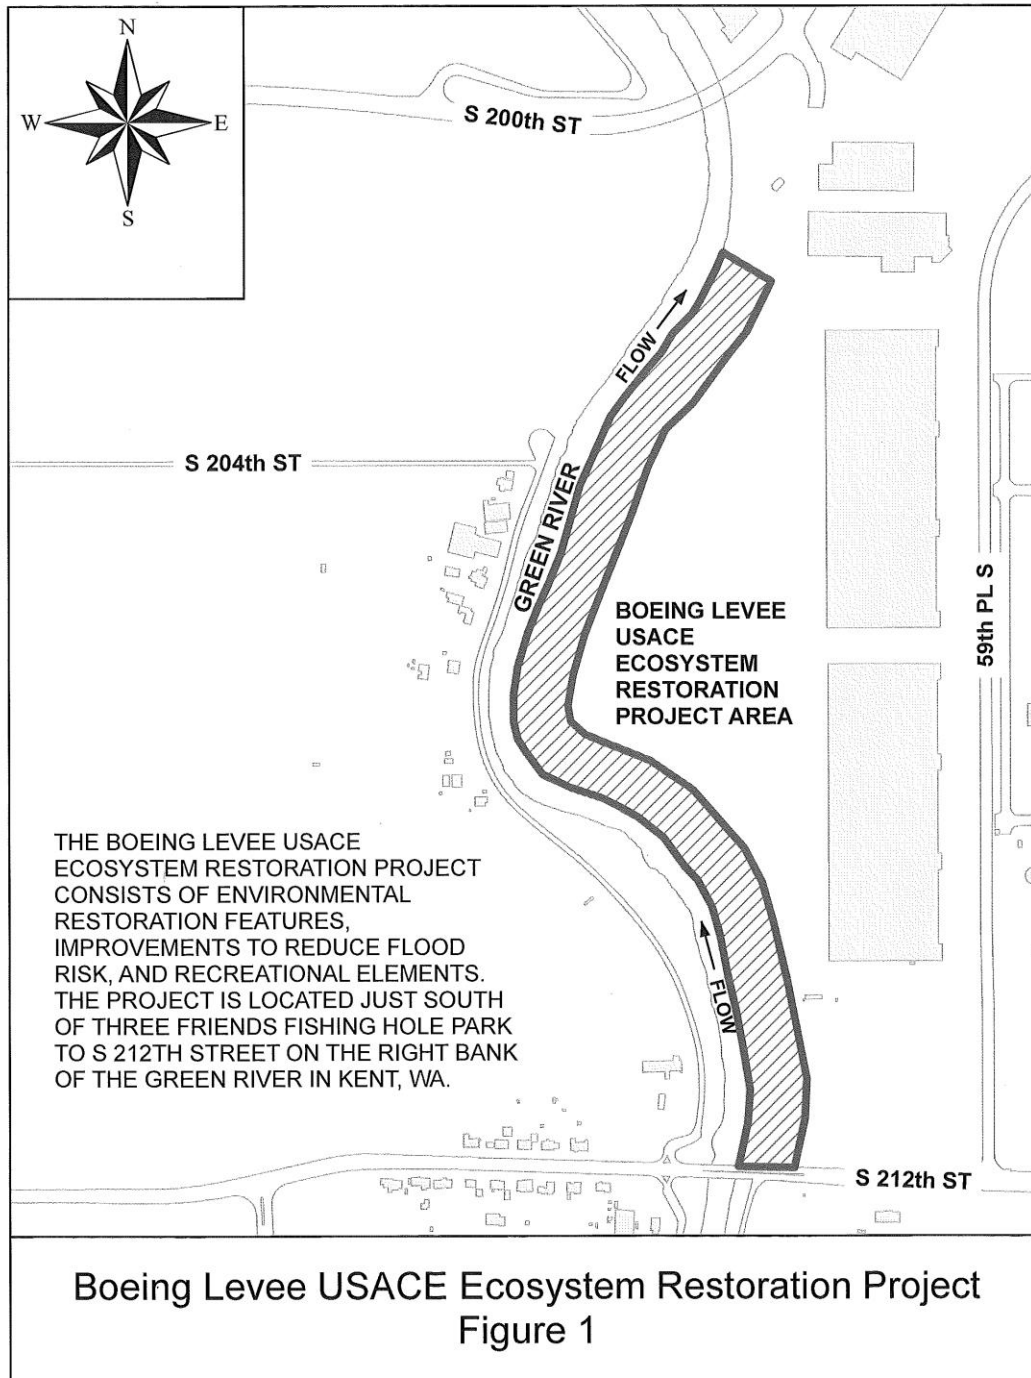 N
W E
S
S 200th ST
FLOW
S 204th ST
GREEN RIVER
BOEING LEVEE
USACE
ECOSYSTEM
RESTORATION
PROJECT AREA
59th PL S
THE BOEING LEVEE USACE
ECOSYSTEM RESTORATION PROJECT
CONSISTS OF ENVIRONMENTAL
RESTORATION FEATURES,
IMPROVEMENTS TO REDUCE FLOOD
RISK, AND RECREATIONAL ELEMENTS.
THE PROJECT IS LOCATED JUST SOUTH
OF THREE FRIENDS FISHING HOLE PARK
TO S 212TH STREET ON THE RIGHT BANK
OF THE GREEN RIVER IN KENT, WA.
FLOW
S 212th ST
Boeing Levee USACE Ecosystem Restoration Project
Figure 1